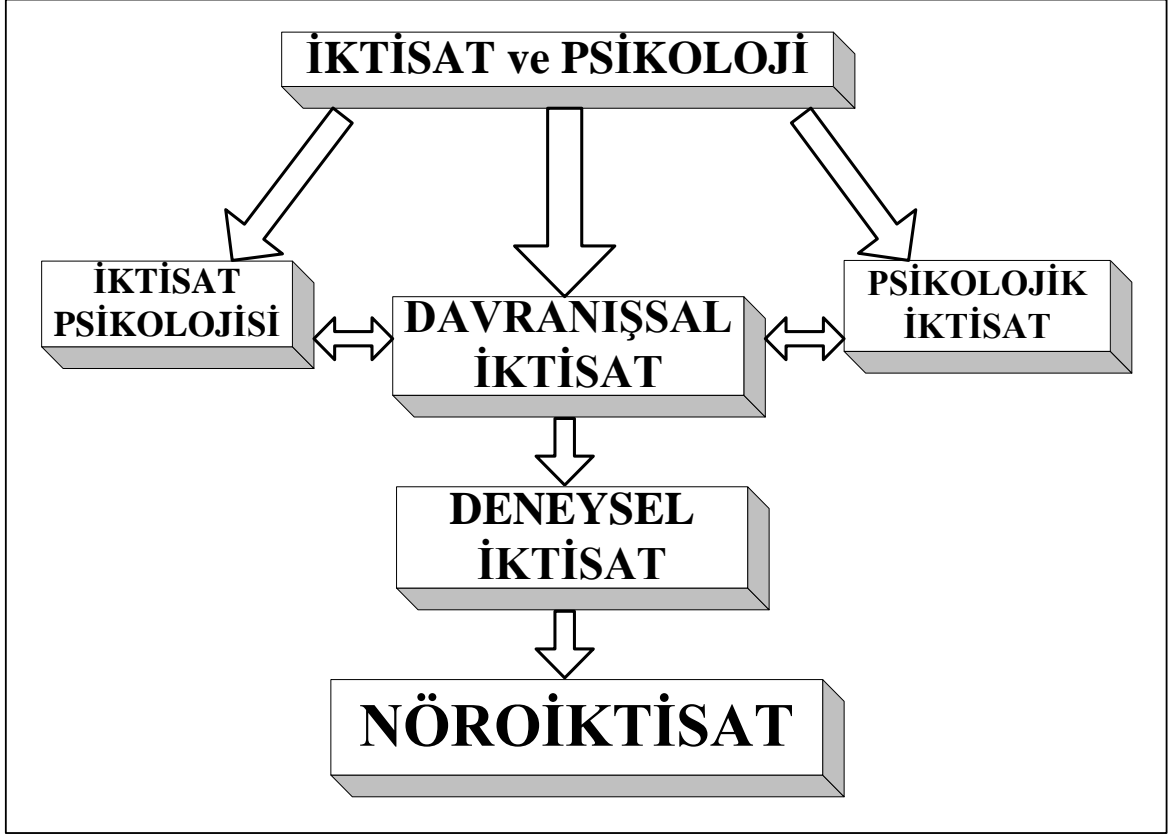 İKTİSAT ve PSİKOLOJİ
İKTİSAT
PSİKOLOJİSİ
DAVRANIŞSAL
İKTİSAT
PSİKOLOJİK
İKTİSAT
DENEYSEL
İKTİSAT
NÖROİKTİSAT